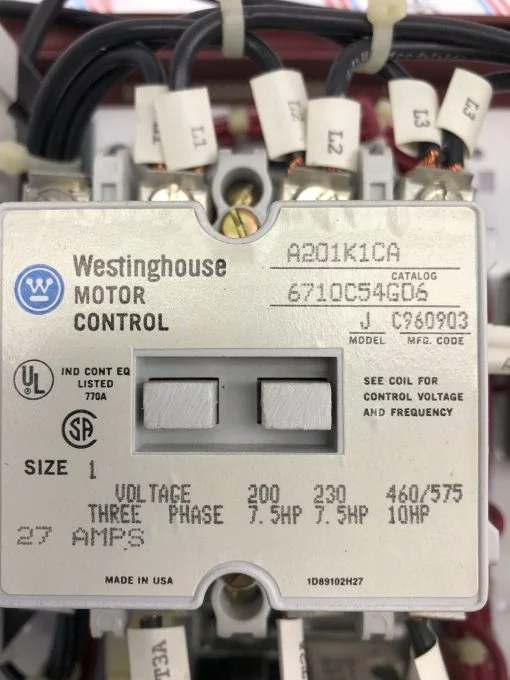 L1
L2
L2
L3
L3
Westinghouse
MOTOR
CONTROL
W
A201K1CA
CATALOG
6710C54G06
J C960903
MODEL MFG. CODE
UL
IND CONT EQ
LISTED
770A
SA
SEE COIL FOR
CONTROL VOLTAGE
AND FREQUENCY
SIZE 1
VOLTAGE 200 230 460/575
THREE PHASE 7.5HP 7.5HP 10HP
27 AMPS
MADE IN USA
1D89102H27
T3A